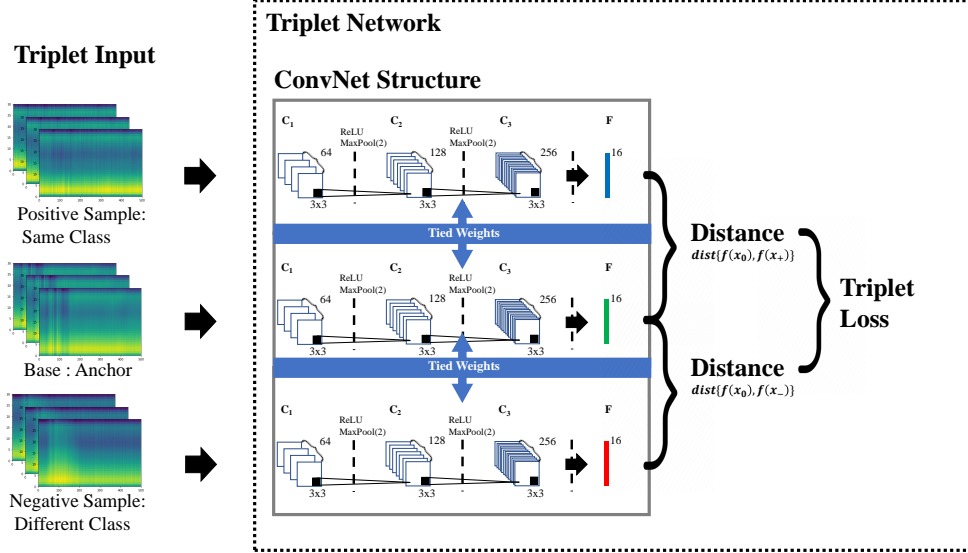 Triplet Network
Triplet Input
ConvNet Structure
C1
C2
C3
F
ReLU
MaxPool(2)
ReLU
MaxPool(2)
64
128
256
16
3x3
-
3x3
-
3x3
-
Positive Sample:
Same Class
Tied Weights
Distance
dist{f(x0), f(x+)}
C1
C2
C3
F
ReLU
MaxPool(2)
ReLU
MaxPool(2)
64
128
256
16
3x3
-
3x3
-
3x3
-
Base : Anchor
Triplet
Loss
Tied Weights
Distance
dist{f(x0), f(x−)}
C1
C2
C3
F
ReLU
MaxPool(2)
ReLU
MaxPool(2)
64
128
256
16
3x3
-
3x3
-
3x3
-
Negative Sample:
Different Class